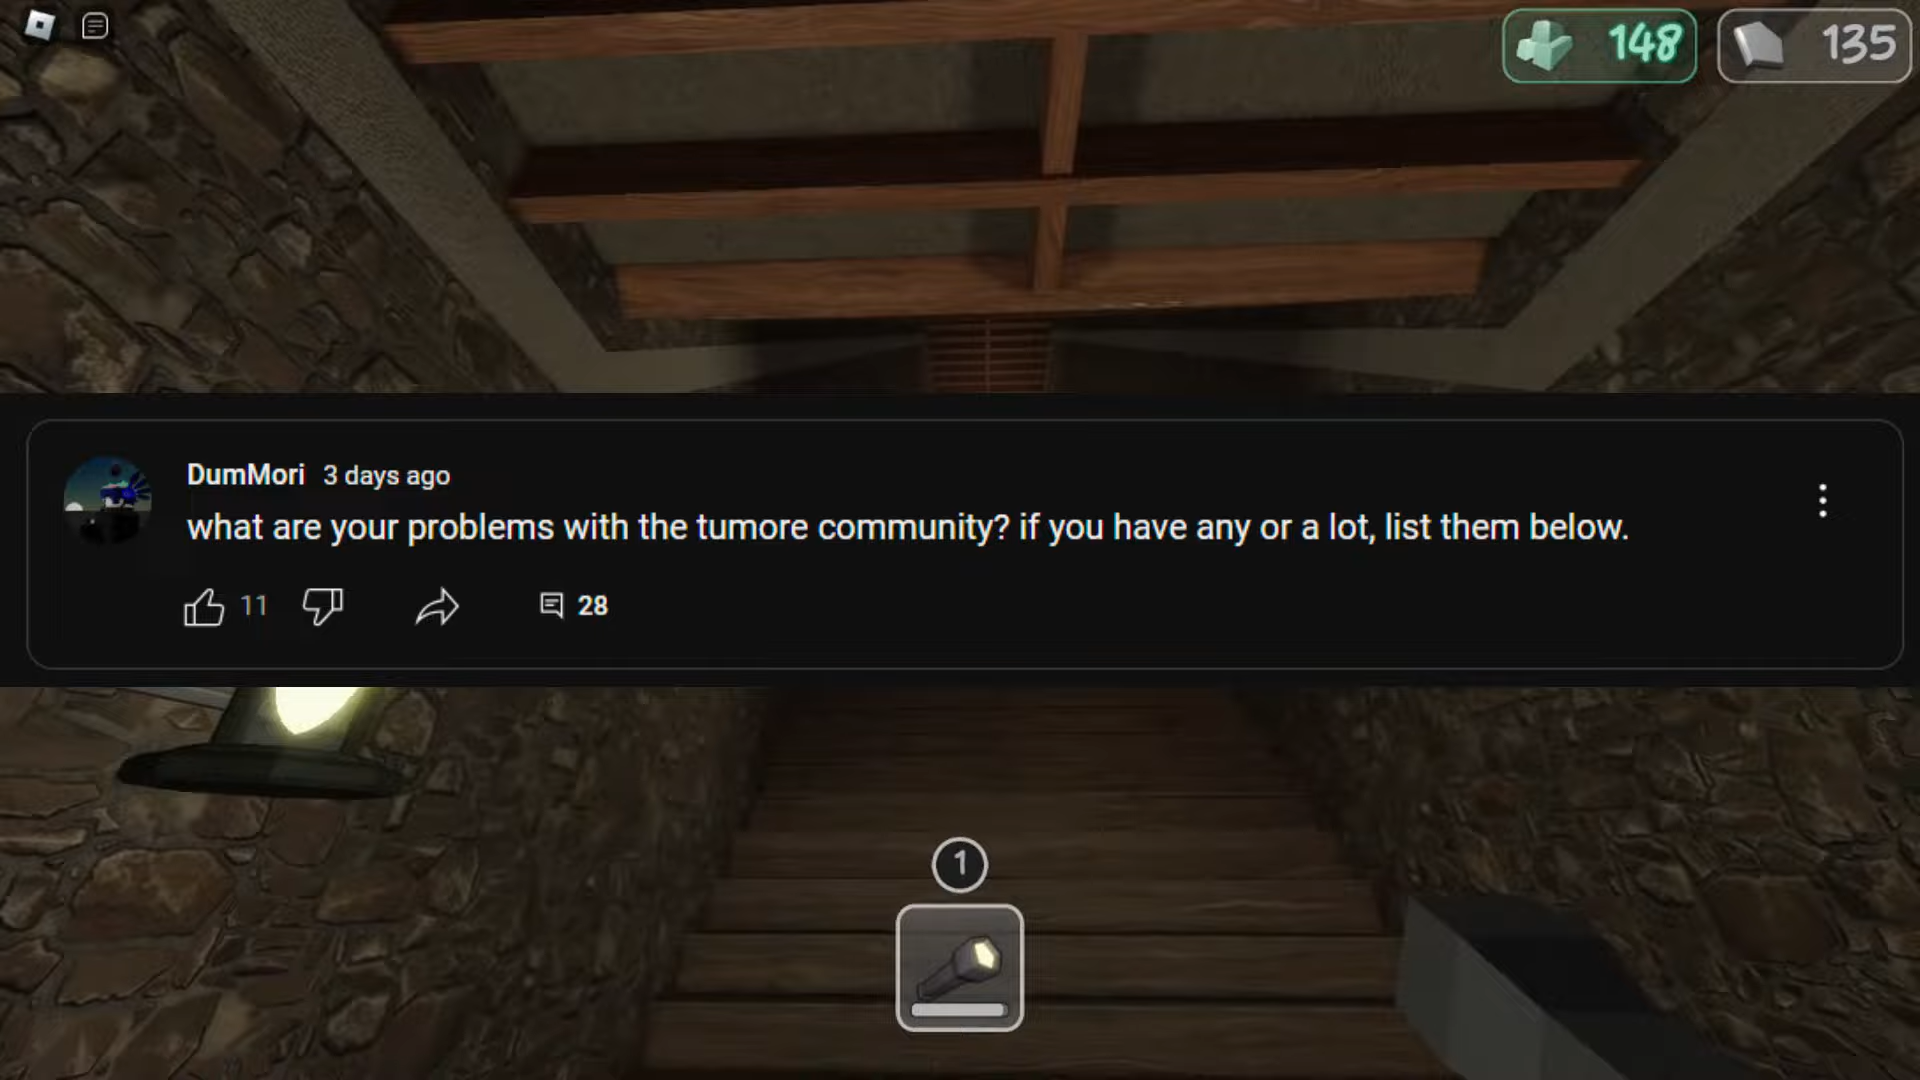 148
135
DumMori 3 days ago
what are your problems with the tumore community? if you have any or a lot, list them below.
11
28
1